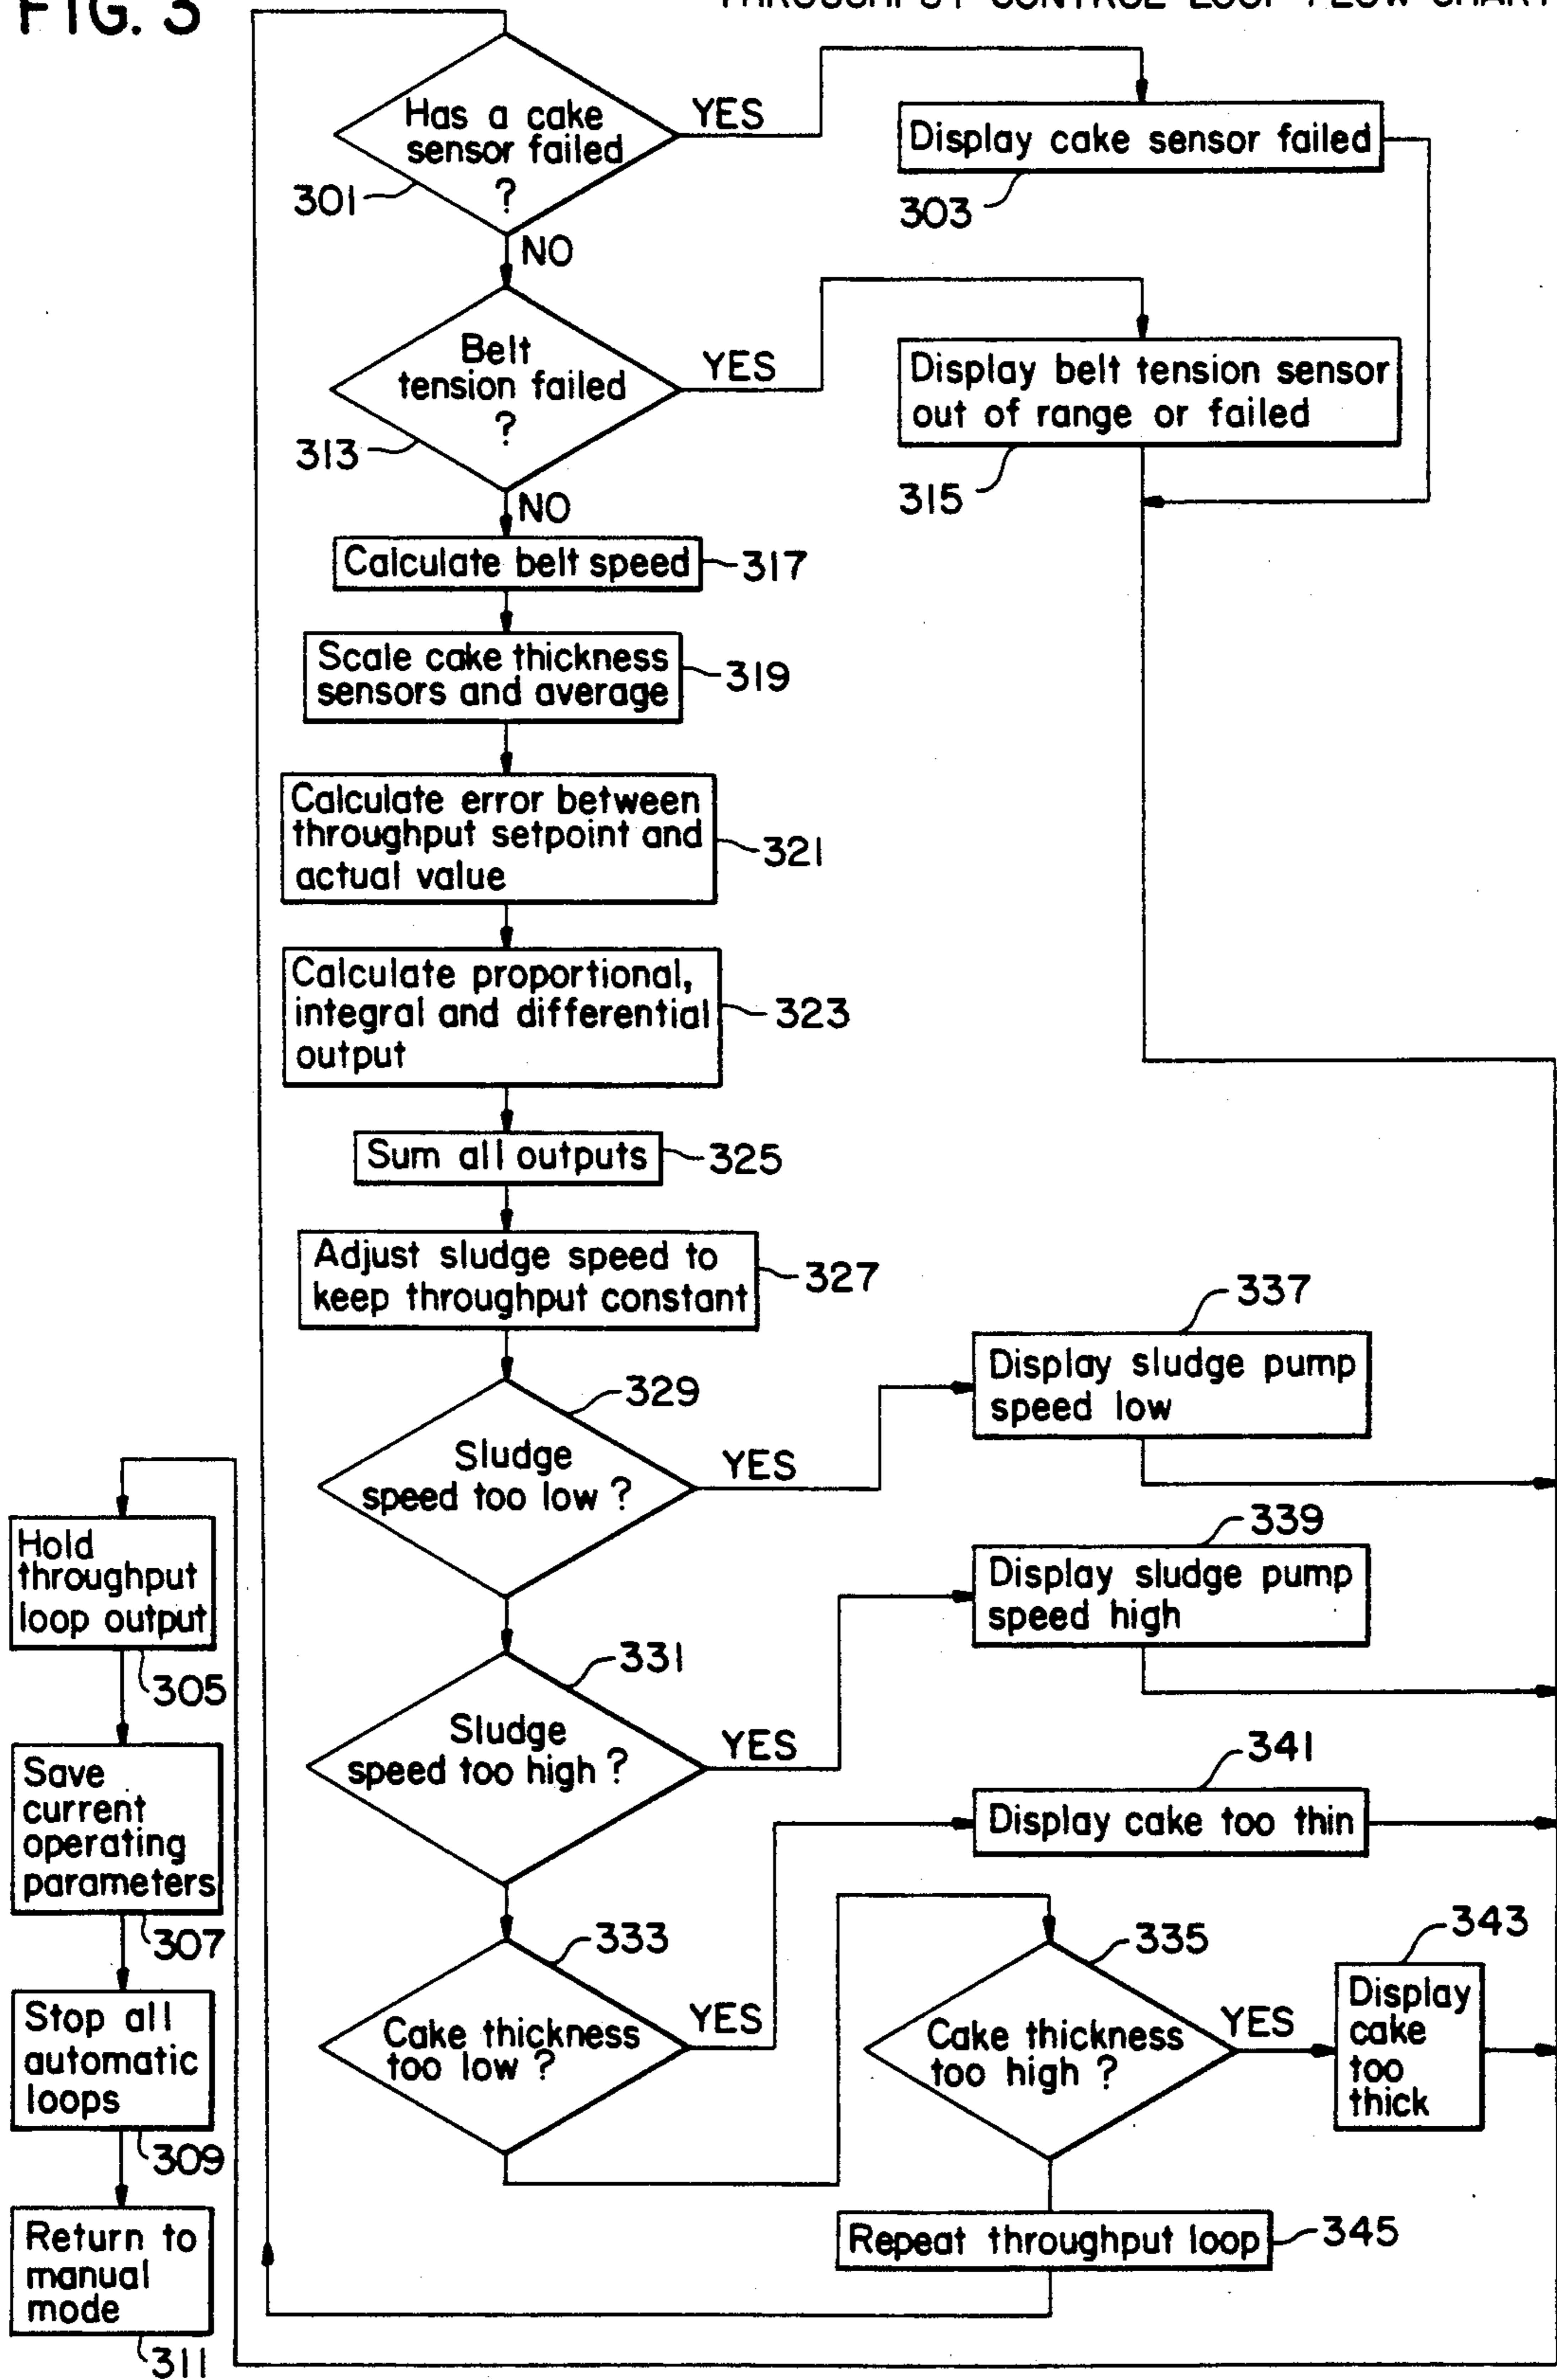 FIG. 3
THROUGHPUT CONTROL LOOP FLOW CHART
Has a cake
sensor failed
?
301
YES
NO
Display cake sensor failed
303
Belt
tension failed
?
313
YES
NO
Display belt tension sensor
out of range or failed
315
Calculate belt speed
317
Scale cake thickness
sensors and average
319
Calculate error between
throughput setpoint and
actual value
321
Calculate proportional,
integral and differential
output
323
Sum all outputs
325
Adjust sludge speed to
keep throughput constant
327
329
Sludge
speed too low ?
YES
337
Display sludge pump
speed low
331
Sludge
speed too high ?
YES
339
Display sludge pump
speed high
333
Cake thickness
too low ?
YES
341
Display cake too thin
335
Cake thickness
too high ?
YES
343
Display
cake
too
thick
Repeat throughput loop
345
Hold
throughput
loop output
305
Save
current
operating
parameters
307
Stop all
automatic
loops
309
Return to
manual
mode
311